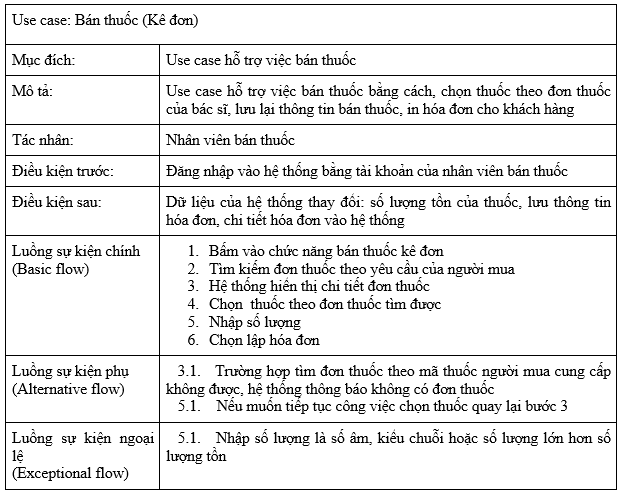 Use case: Bán thuốc (Kê đơn)
Mục đích:
Use case hỗ trợ việc bán thuốc
Mô tả:
Use case hỗ trợ việc bán thuốc bằng cách, chọn thuốc theo đơn thuốc
của bác sĩ, lưu lại thông tin bán thuốc, in hóa đơn cho khách hàng
Tác nhân:
Nhân viên bán thuốc
Điều kiện trước:
Đăng nhập vào hệ thống bằng tài khoản của nhân viên bán thuốc
Điều kiện sau:
Dữ liệu của hệ thống thay đổi: số lượng tồn của thuốc, lưu thông tin
hóa đơn, chi tiết hóa đơn vào hệ thống
Luồng sự kiện chính
(Basic flow)
1. Bấm vào chức năng bán thuốc kê đơn
2. Tìm kiếm đơn thuốc theo yêu cầu của người mua
3. Hệ thống hiển thị chi tiết đơn thuốc
4. Chọn thuốc theo đơn thuốc tìm được
5. Nhập số lượng
6. Chọn lập hóa đơn
Luồng sự kiện phụ
(Alternative flow)
3.1. Trường hợp tìm đơn thuốc theo mã thuốc người mua cung cấp
không được, hệ thống thông báo không có đơn thuốc
5.1. Nếu muốn tiếp tục công việc chọn thuốc quay lại bước 3
Luồng sự kiện ngoại
lệ
(Exceptional flow)
5.1. Nhập số lượng là số âm, kiểu chuỗi hoặc số lượng lớn hơn số
lượng tồn